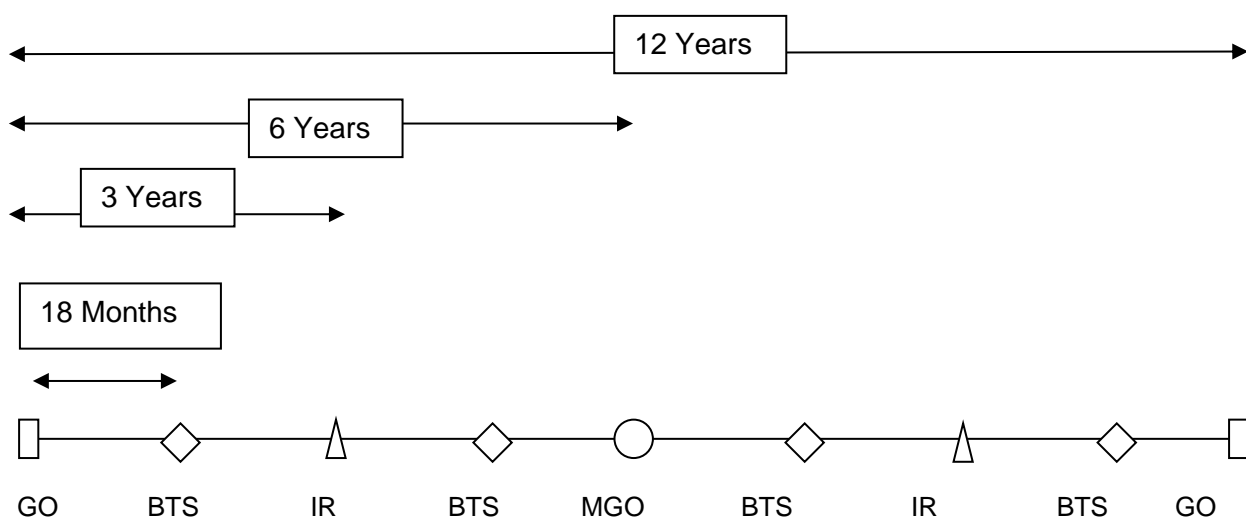 12 Years
6 Years
3 Years
18 Months
GO BTS IR BTS MGO BTS IR BTS GO